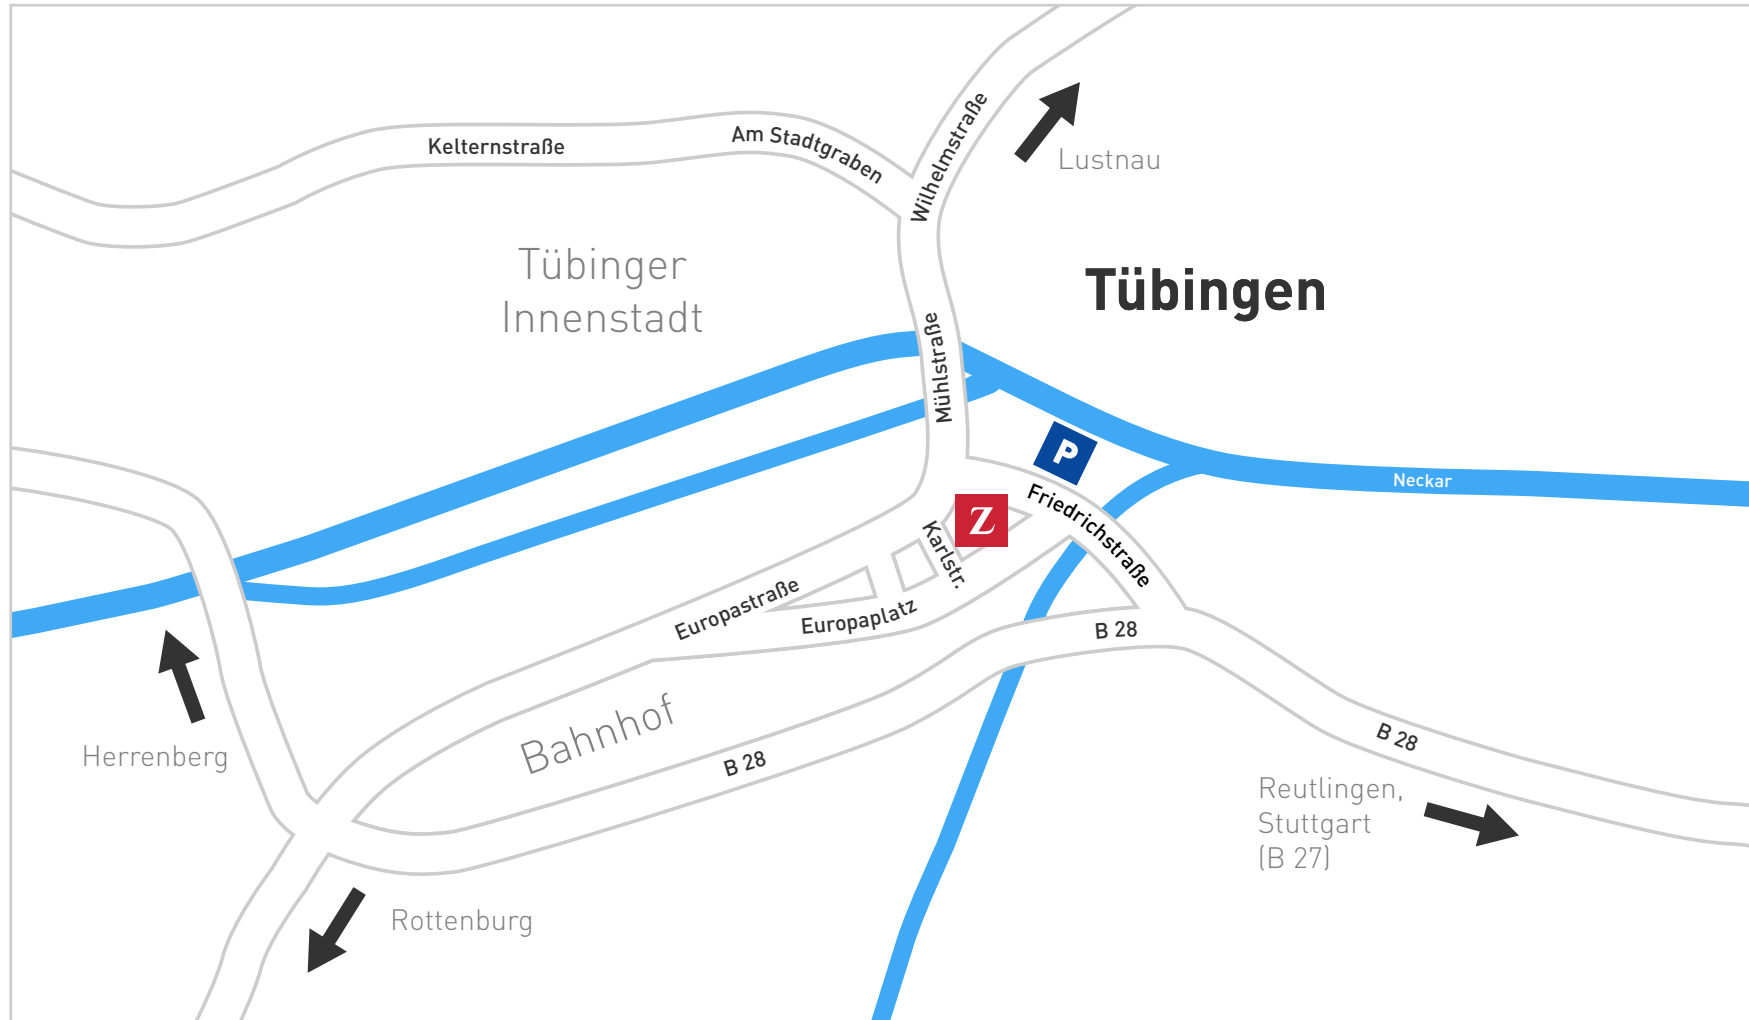 Kelternstraße
Am Stadtgraben
Wilhelmstraße
Lustnau
Tübinger
Innenstadt
Tübingen
Mühlstraße
P
Neckar
Friedrichstraße
Z
Karlstr.
Europastraße
Europaplatz
B 28
Bahnhof
B 28
B 28
Herrenberg
Reutlingen,
Stuttgart
(B 27)
Rottenburg